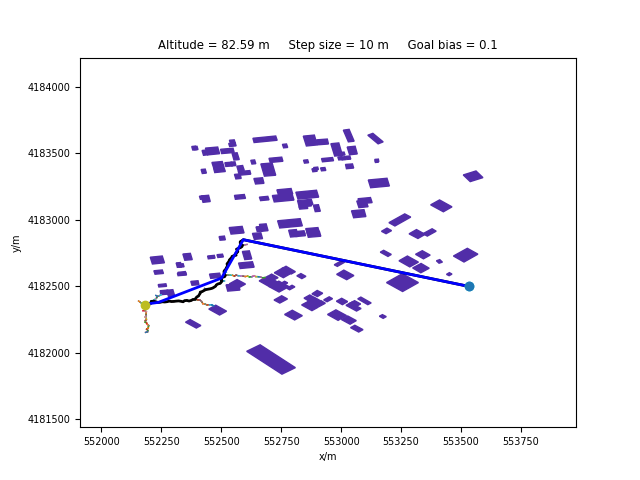 Altitude = 82.59 m     Step size = 10 m     Goal bias = 0.1
4184000
4183500
4183000
4182500
4182000
4181500
y/m
552000 552250 552500 552750 553000 553250 553500 553750
x/m